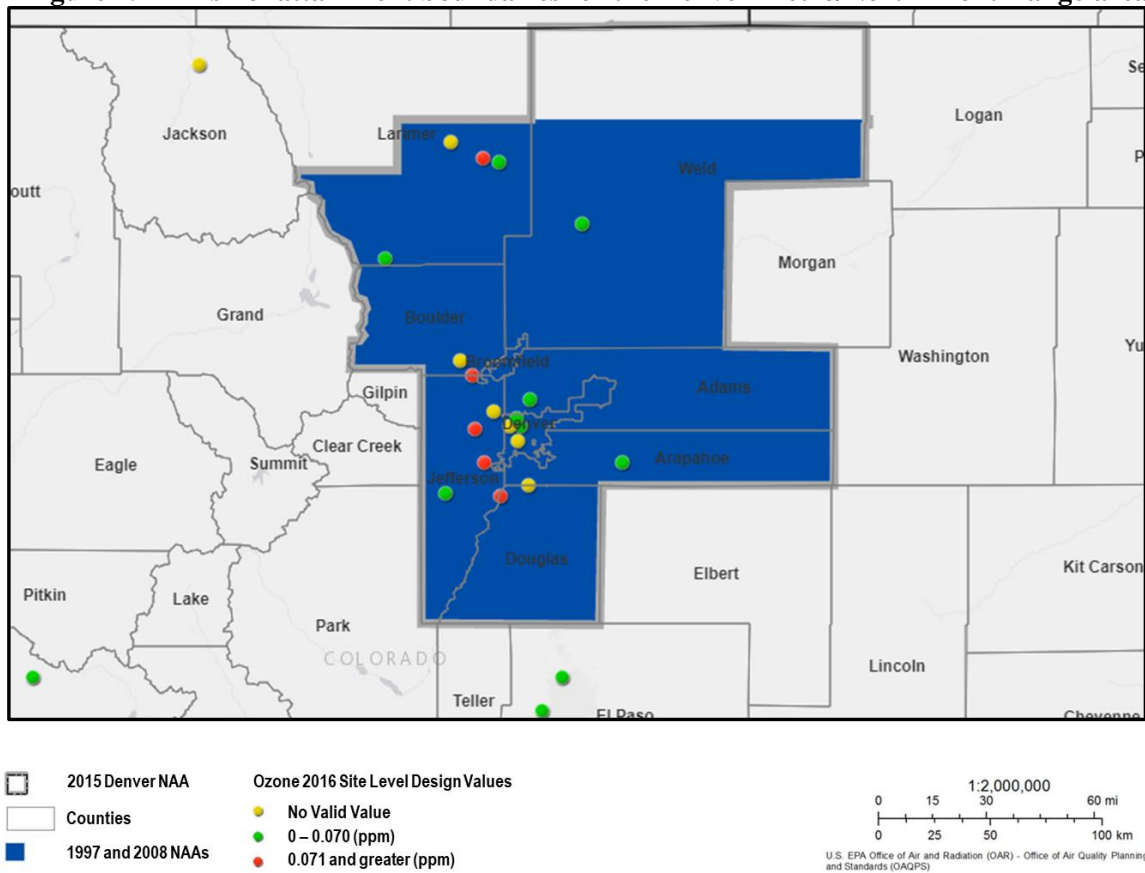 Se
Logan
Jackson
Larimer
P
Weld
outt
Morgan
Grand
Boulder
Washington
Yu
Broomfield
Adams
Gilpin
Denver
Clear Creek
Eagle
Summit
Arapahoe
Jefferson
Douglas
Elbert
Kit Carson
Pitkin
Lake
Park
COLORADO
Lincoln
Teller
El Paso
Cheyenne
2015 Denver NAA
Counties
1997 and 2008 NAAs
Ozone 2016 Site Level Design Values
No Valid Value
0 – 0.070 (ppm)
0.071 and greater (ppm)
1:2,000,000
0 15 30 60 mi
0 25 50 100 km
U.S. EPA Office of Air and Radiation (OAR) - Office of Air Quality Planning
and Standards (OAQPS)